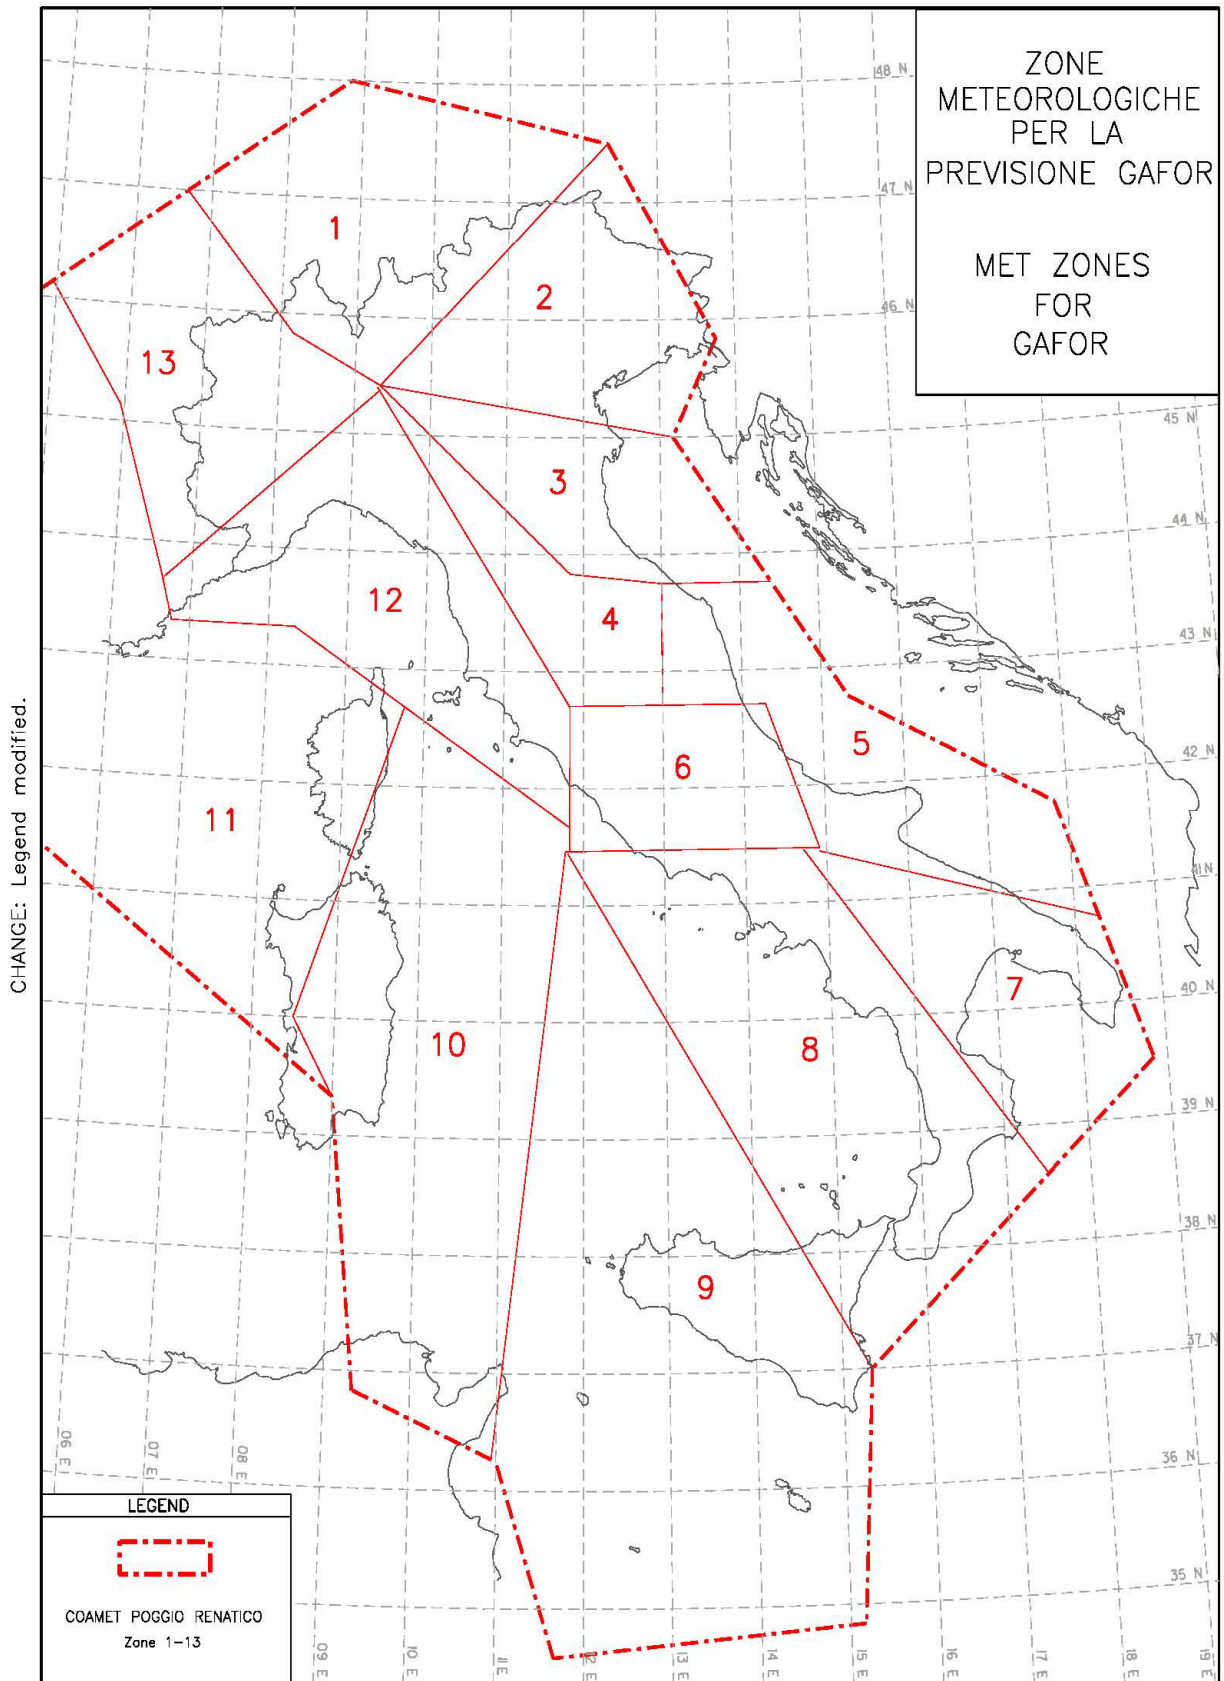 ZONE
METEOROLOGICHE
PER LA
PREVISIONE GAFOR
MET ZONES
FOR
GAFOR
48 N
47 N
46 N
45 N
44 N
43 N
42 N
41 N
40 N
39 N
38 N
37 N
36 N
35 N
1
2
13
3
12
4
5
6
11
7
10
8
9
CHANGE: Legend modified.
06 E
07 E
08 E
09 E
10 E
11 E
12 E
13 E
14 E
15 E
16 E
17 E
18 E
19 E
LEGEND
COAMET POGGIO RENATICO
Zone 1-13